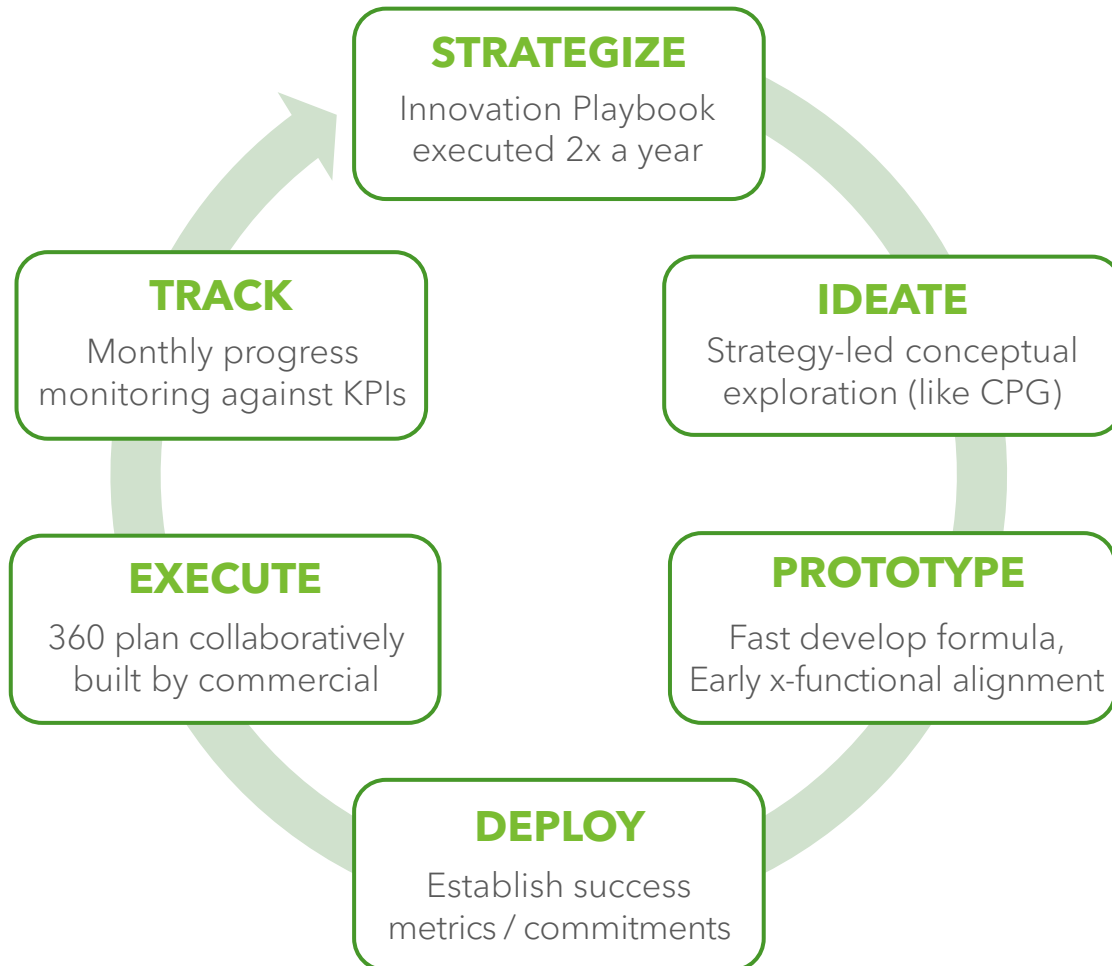 STRATEGIZE
Innovation Playbook
executed 2x a year
IDEATE
Strategy-led conceptual
exploration (like CPG)
PROTOTYPE
Fast develop formula,
Early x-functional alignment
DEPLOY
Establish success
metrics / commitments
EXECUTE
360 plan collaboratively
built by commercial
TRACK
Monthly progress
monitoring against KPIs